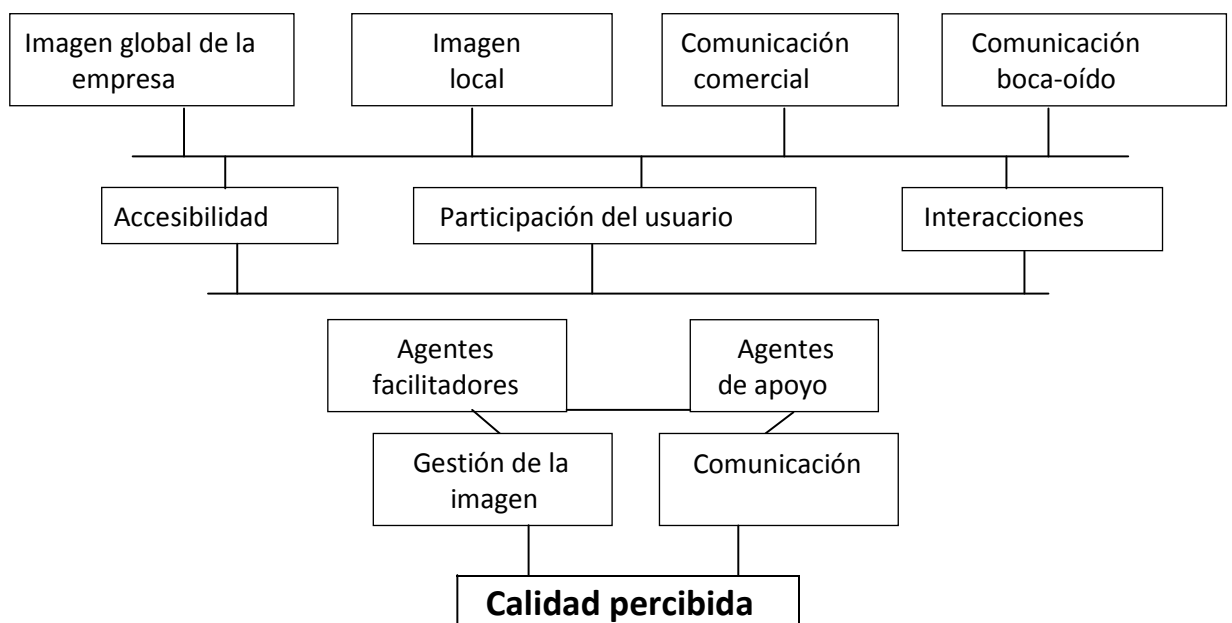 Imagen global de la
empresa
Imagen
local
Comunicación
comercial
Comunicación
boca-oído
Accesibilidad
Participación del usuario
Interacciones
Agentes
facilitadores
Agentes
de apoyo
Gestión de la
imagen
Comunicación
Calidad percibida